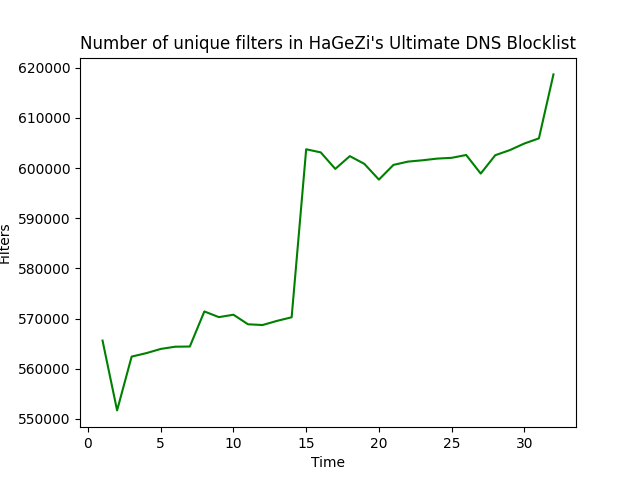 Number of unique filters in HaGeZi's Ultimate DNS Blocklist
620000
610000
600000
590000
580000
570000
560000
550000
Filters
0 5 10 15 20 25 30
Time